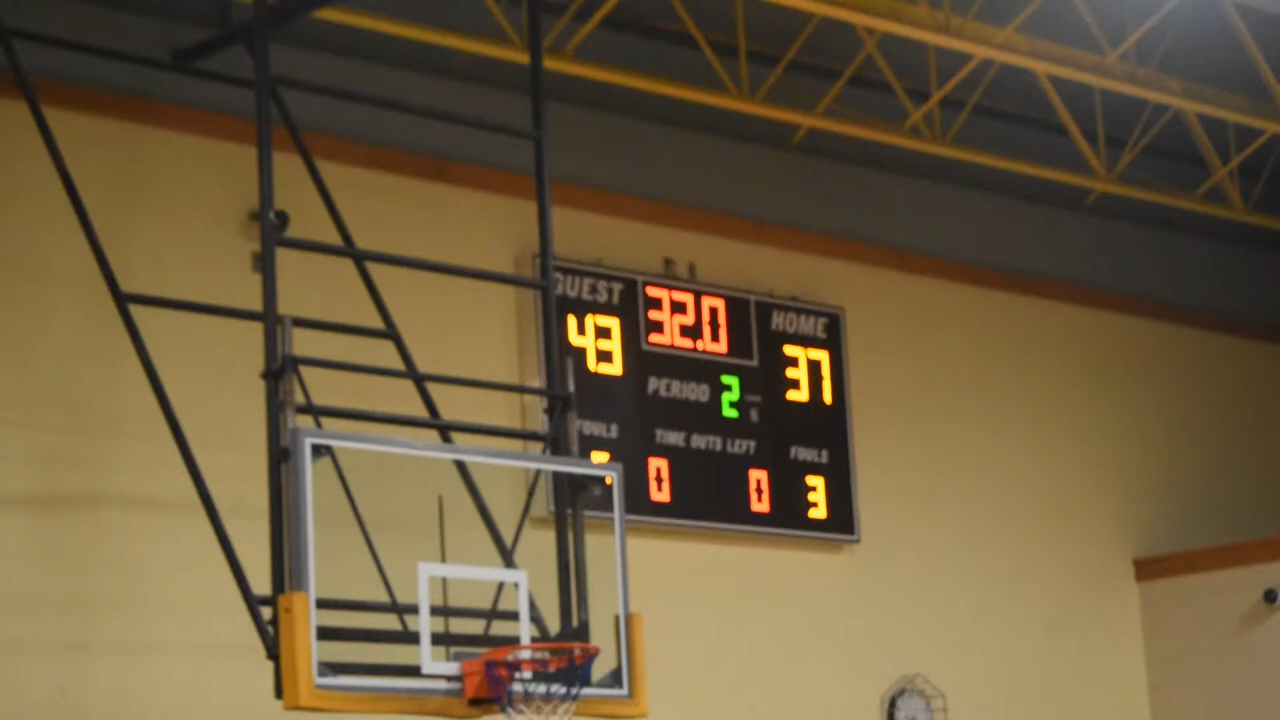 GUEST 32.0 HOME
43 37
PERIOD 2
FOULS TIME OUTS LEFT FOULS
0 0 3